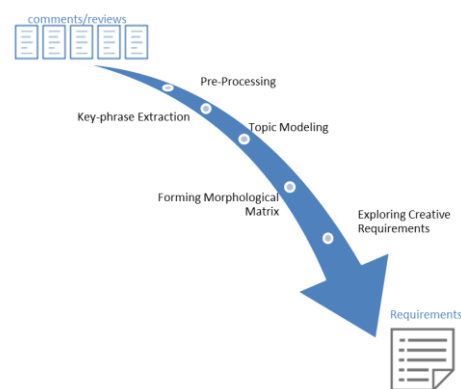 comments/reviews
Pre-Processing
Key-phrase Extraction
Topic Modeling
Forming Morphological
Matrix
Exploring Creative
Requirements
Requirements